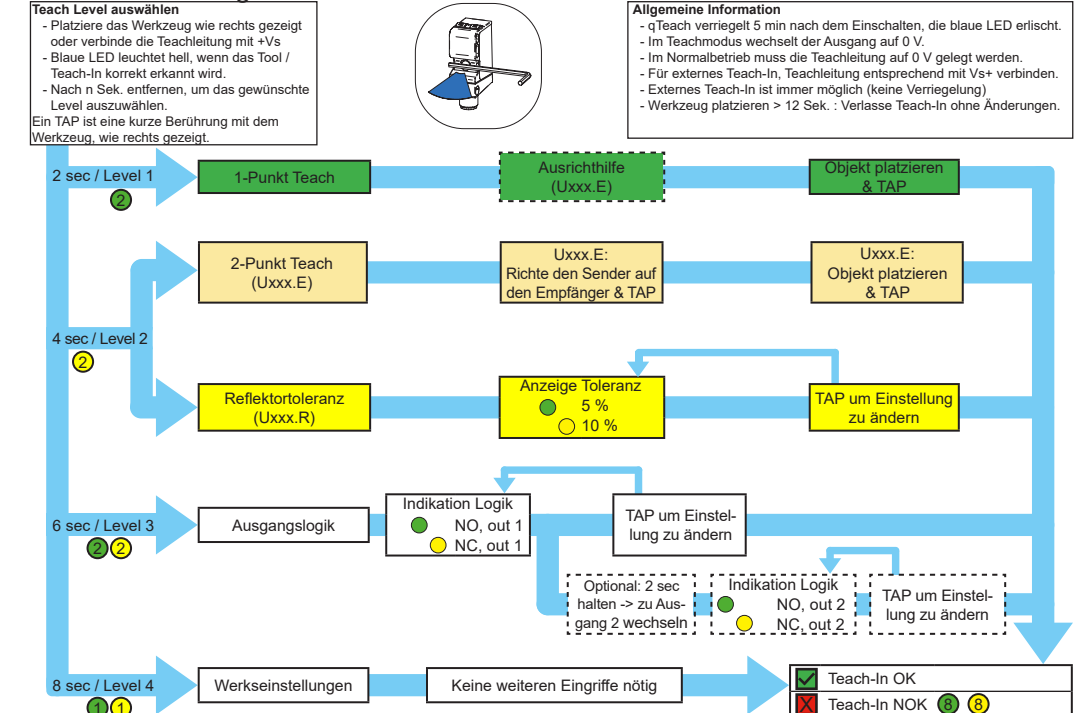 Teach Level auswählen
- Platziere das Werkzeug wie rechts gezeigt
oder verbinde die Teachleitung mit +Vs
- Blaue LED leuchtet hell, wenn das Tool /
Teach-In korrekt erkannt wird.
- Nach n Sek. entfernen, um das gewünschte
Level auszuwählen.
Ein TAP ist eine kurze Berührung mit dem
Werkzeug, wie rechts gezeigt.
Allgemeine Information
- qTeach verriegelt 5 min nach dem Einschalten, die blaue LED erlischt.
- Im Teachmodus wechselt der Ausgang auf 0 V.
- Im Normalbetrieb muss die Teachleitung auf 0 V gelegt werden.
- Für externes Teach-In, Teachleitung entsprechend mit Vs+ verbinden.
- Externes Teach-In ist immer möglich (keine Verriegelung)
- Werkzeug platzieren > 12 Sek. : Verlasse Teach-In ohne Änderungen.
2 sec / Level 1
2
1-Punkt Teach
Ausrichthilfe
(Uxxx.E)
Objekt platzieren
& TAP
4 sec / Level 2
2
2-Punkt Teach
(Uxxx.E)
Uxxx.E:
Richte den Sender auf
den Empfänger & TAP
Uxxx.E:
Objekt platzieren
& TAP
Reflektortoleranz
(Uxxx.R)
Anzeige Toleranz
5 %
10 %
TAP um Einstellung
zu ändern
6 sec / Level 3
2 2
Ausgangslogik
Indikation Logik
NO, out 1
NC, out 1
TAP um Einstel-
lung zu ändern
Optional: 2 sec
halten -> zu Aus-
gang 2 wechseln
Indikation Logik
NO, out 2
NC, out 2
TAP um Einstel-
lung zu ändern
8 sec / Level 4
1 1
Werkseinstellungen
Keine weiteren Eingriffe nötig
Teach-In OK
Teach-In NOK 8 8